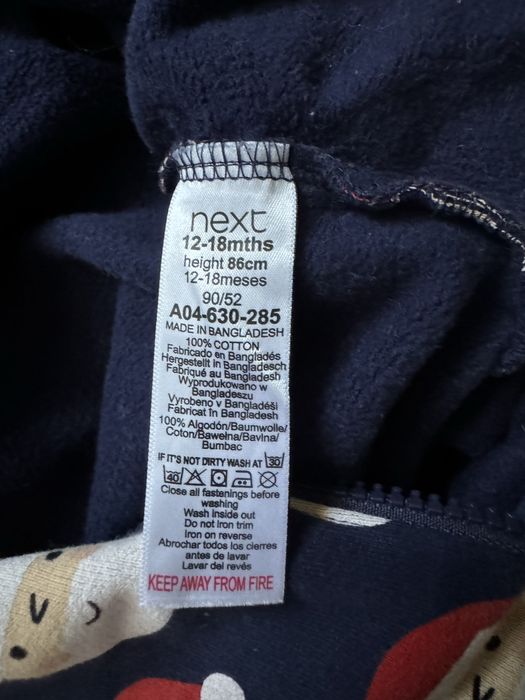 next
12-18mths
height 86cm
12-18meses
90/52
A04-630-285
MADE IN BANGLADESH
100% COTTON
Fabricado en Bangladés
Hergestellt in Bangladesch
Fabriqué au Bangladesh
Wyprodukowano w
Bangladeszu
Vyrobeno v Bangladéši
Fabricat în Bangladesh
100% Algodón/Baumwolle/
Coton/Bawełna/Bavlna/
Bumbac
IF IT'S NOT DIRTY WASH AT 30
40
Close all fastenings before
washing
Wash Inside out
Do not Iron trim
Iron on reverse
Abrochar todos los cierres
antes de lavar
Lavar del revés
KEEP AWAY FROM FIRE